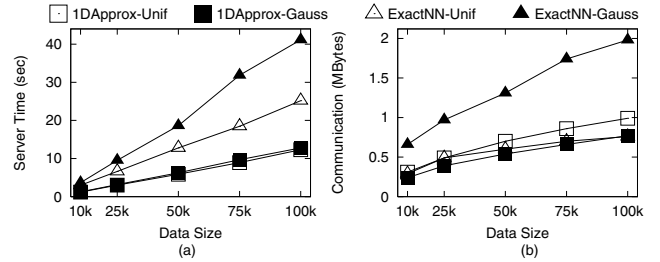 1DApprox-Unif 1DApprox-Gauss ExactNN-Unif ExactNN-Gauss
Server Time (sec)
40
30
20
10
0
10k 25k 50k 75k 100k
Data Size
(a)
Communication (MBytes)
2
1.5
1
0.5
0
10k 25k 50k 75k 100k
Data Size
(b)